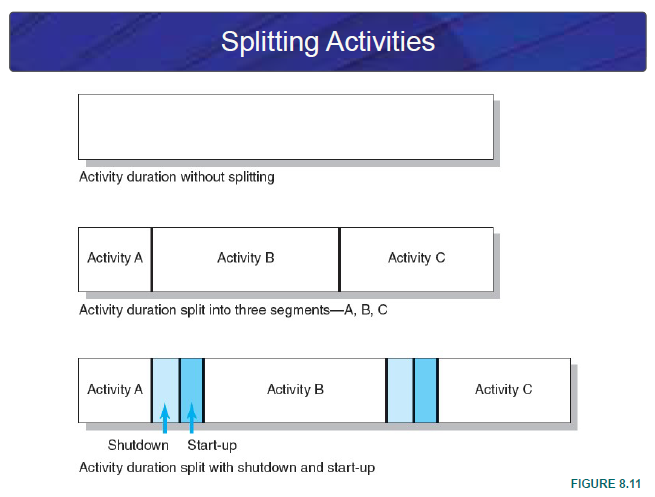 Splitting Activities
Activity duration without splitting
Activity A Activity B Activity C
Activity duration split into three segments—A, B, C
Activity A Activity B Activity C
Shutdown Start-up
Activity duration split with shutdown and start-up
FIGURE 8.11